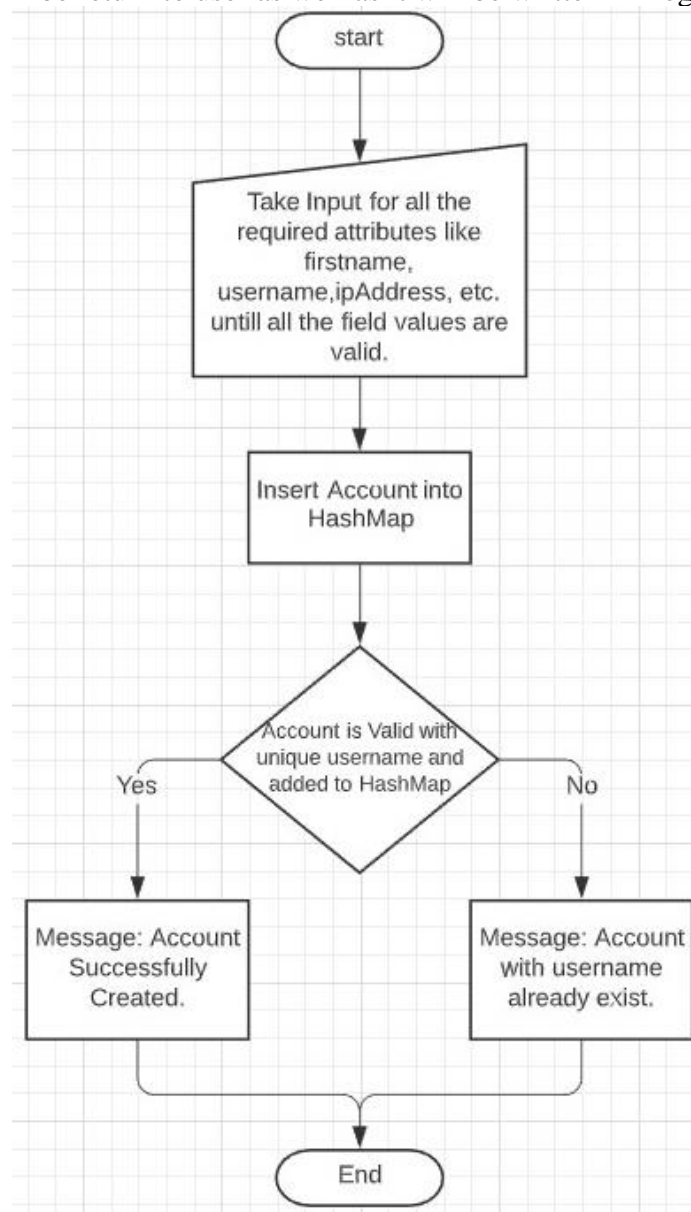 start
Take Input for all the
required attributes like
firstname,
username,ipAddress, etc.
untill all the field values are
valid.
Insert Account into
HashMap
Account is Valid with
unique username and
added to HashMap
Yes
No
Message: Account
Successfully
Created.
Message: Account
with username
already exist.
End